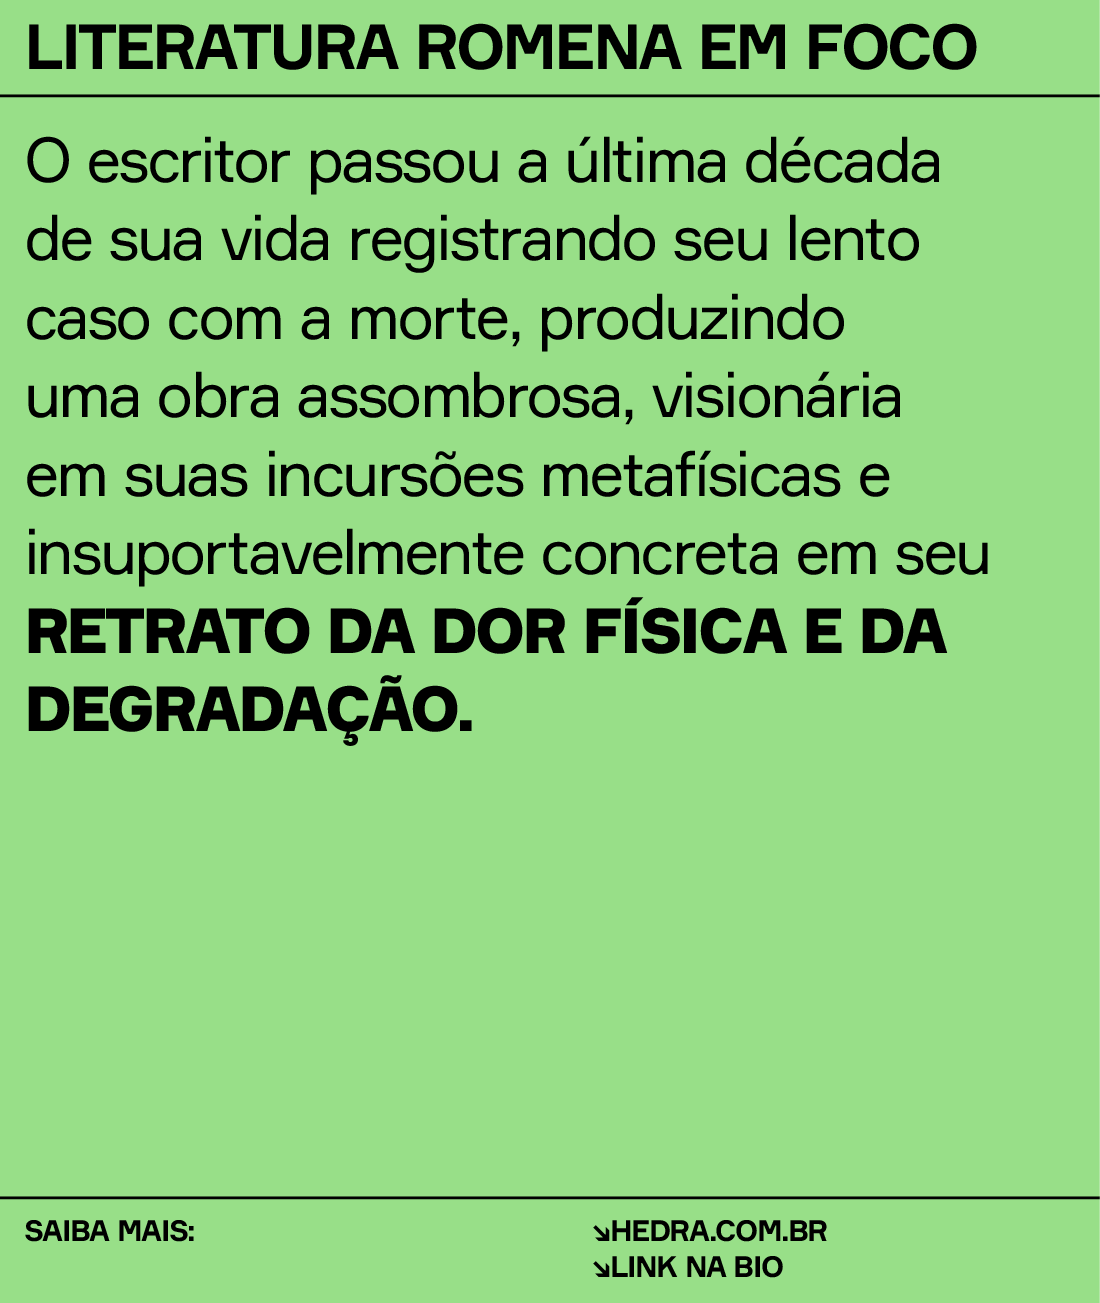 LITERATURA ROMENA EM FOCO
O escritor passou a última década
de sua vida registrando seu lento
caso com a morte, produzindo
uma obra assombrosa, visionária
em suas incursões metafísicas e
insuportavelmente concreta em seu
RETRATO DA DOR FÍSICA E DA
DEGRADAÇÃO.
SAIBA MAIS:
↘HEDRA.COM.BR
↘LINK NA BIO